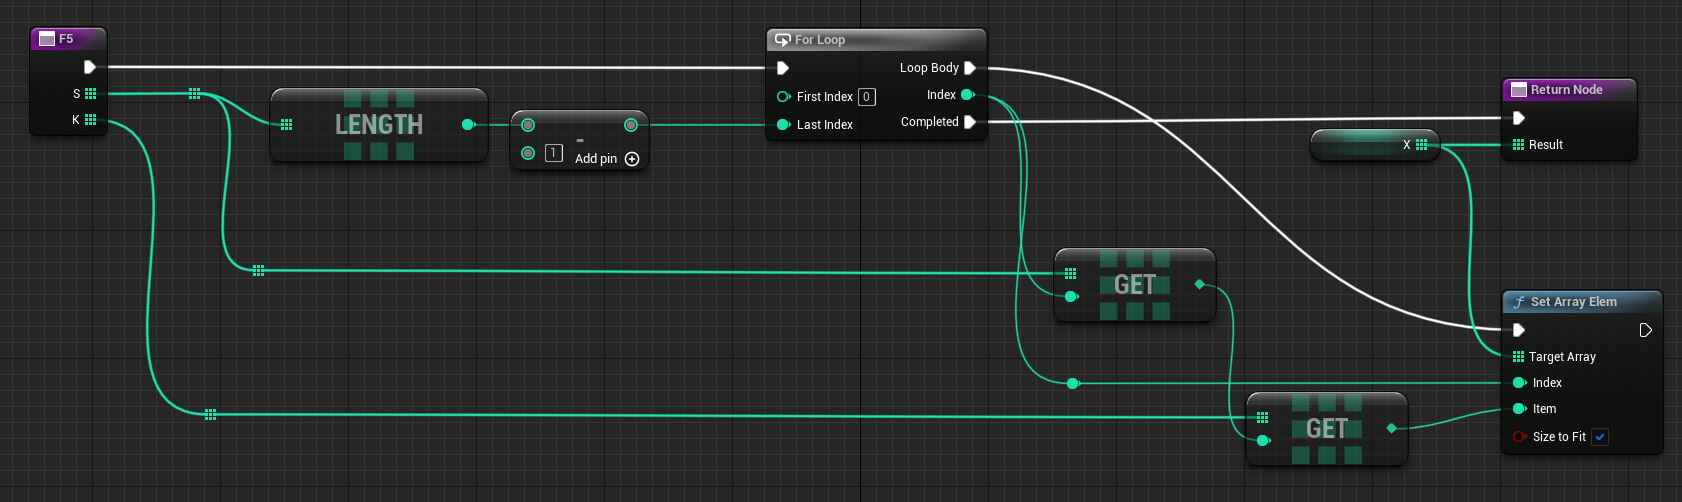 F5
S
K
LENGTH
-
1
Add pin
For Loop
Loop Body
First Index 0
Index
Last Index
Completed
Return Node
X
Result
GET
GET
f Set Array Elem
Target Array
Index
Item
Size to Fit